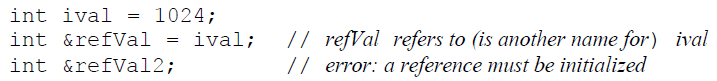 int ival = 1024;
int &refVal = ival; // refVal refers to (is another name for) ival
int &refVal2; // error: a reference must be initialized